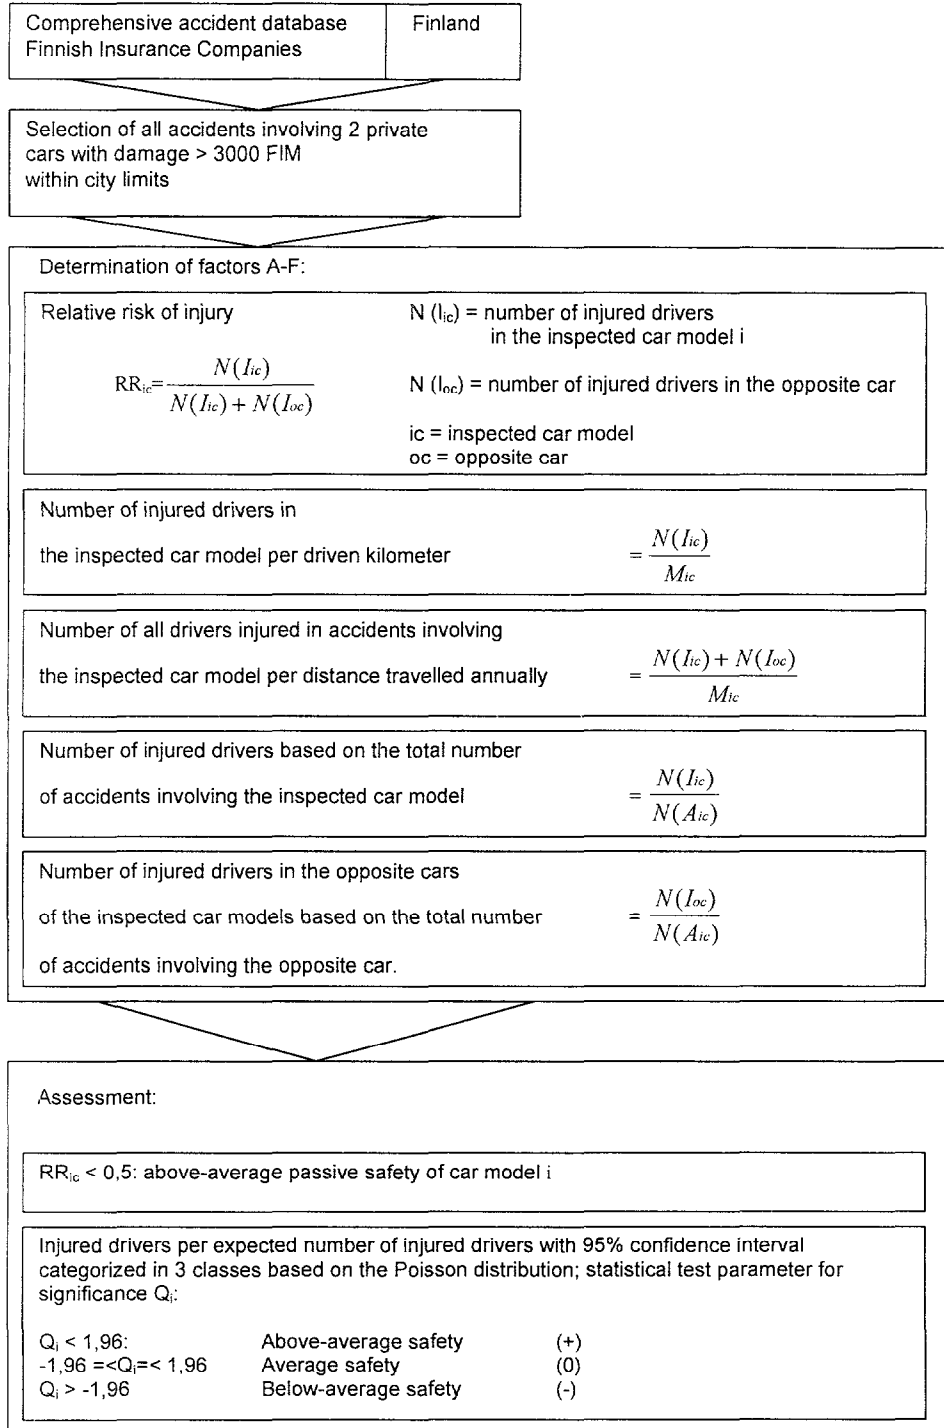 Comprehensive accident database
Finnish Insurance Companies
Finland
Selection of all accidents involving 2 private
cars with damage > 3000 FIM
within city limits
Determination of factors A-F:
Relative risk of injury
RR_ic = N(I_ic) / (N(I_ic) + N(I_oc))
N (I_ic) = number of injured drivers
in the inspected car model i
N (I_oc) = number of injured drivers in the opposite car
ic = inspected car model
oc = opposite car
Number of injured drivers in
the inspected car model per driven kilometer = N(I_ic) / M_ic
Number of all drivers injured in accidents involving
the inspected car model per distance travelled annually = (N(I_ic) + N(I_oc)) / M_ic
Number of injured drivers based on the total number
of accidents involving the inspected car model = N(I_ic) / N(A_ic)
Number of injured drivers in the opposite cars
of the inspected car models based on the total number = N(I_oc) / N(A_ic)
of accidents involving the opposite car.
Assessment:
RR_ic < 0,5: above-average passive safety of car model i
Injured drivers per expected number of injured drivers with 95% confidence interval
categorized in 3 classes based on the Poisson distribution; statistical test parameter for
significance Q_i:
Q_i < 1,96: Above-average safety (+)
-1,96 =<Q_i=< 1,96 Average safety (0)
Q_i > -1,96 Below-average safety (-)